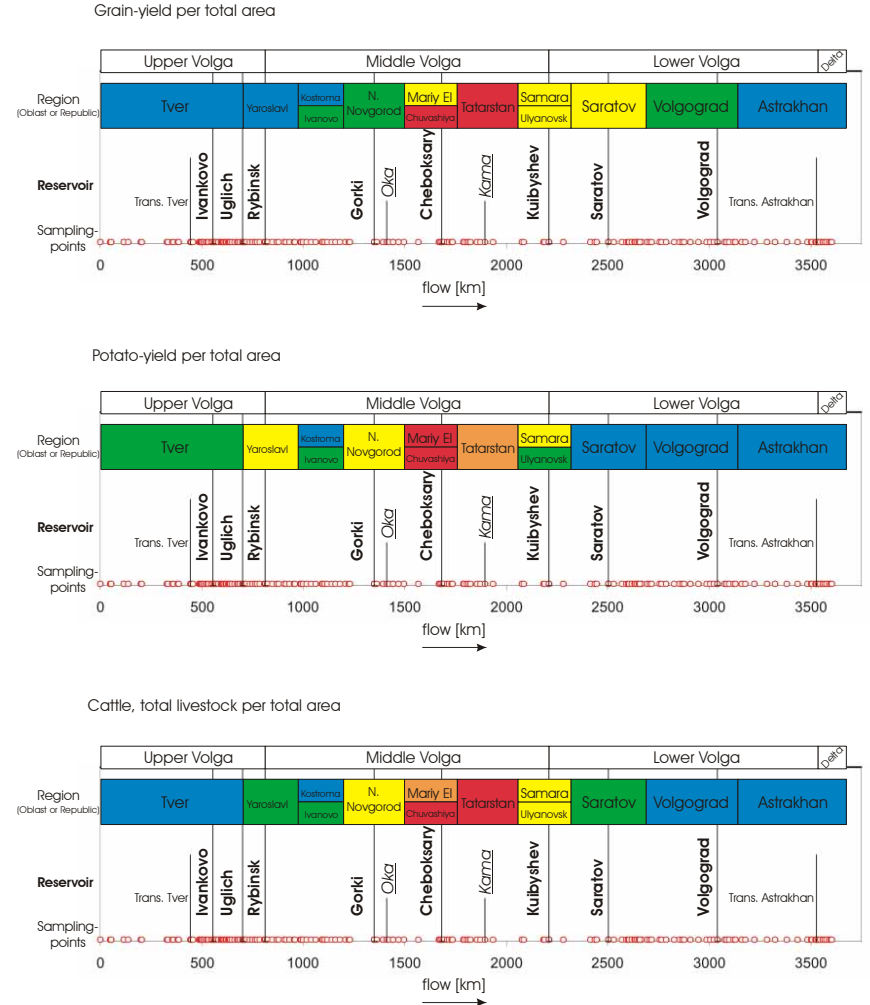 Grain-yield per total area
Upper Volga Middle Volga Lower Volga Delta
Region
(Oblast or Republic)
Tver Yaroslavl Kostroma Ivanovo N. Novgorod Mariy El Chuvashiya Tatarstan Samara Ulyanovsk Saratov Volgograd Astrakhan
Reservoir
Trans. Tver Ivankovo Uglich Rybinsk Gorki Oka Cheboksary Kama Kuibyshev Saratov Volgograd Trans. Astrakhan
Sampling-
points
0 500 1000 1500 2000 2500 3000 3500
flow [km]
Potato-yield per total area
Upper Volga Middle Volga Lower Volga Delta
Region
(Oblast or Republic)
Tver Yaroslavl Kostroma Ivanovo N. Novgorod Mariy El Chuvashiya Tatarstan Samara Ulyanovsk Saratov Volgograd Astrakhan
Reservoir
Trans. Tver Ivankovo Uglich Rybinsk Gorki Oka Cheboksary Kama Kuibyshev Saratov Volgograd Trans. Astrakhan
Sampling-
points
0 500 1000 1500 2000 2500 3000 3500
flow [km]
Cattle, total livestock per total area
Upper Volga Middle Volga Lower Volga Delta
Region
(Oblast or Republic)
Tver Yaroslavl Kostroma Ivanovo N. Novgorod Mariy El Chuvashiya Tatarstan Samara Ulyanovsk Saratov Volgograd Astrakhan
Reservoir
Trans. Tver Ivankovo Uglich Rybinsk Gorki Oka Cheboksary Kama Kuibyshev Saratov Volgograd Trans. Astrakhan
Sampling-
points
0 500 1000 1500 2000 2500 3000 3500
flow [km]